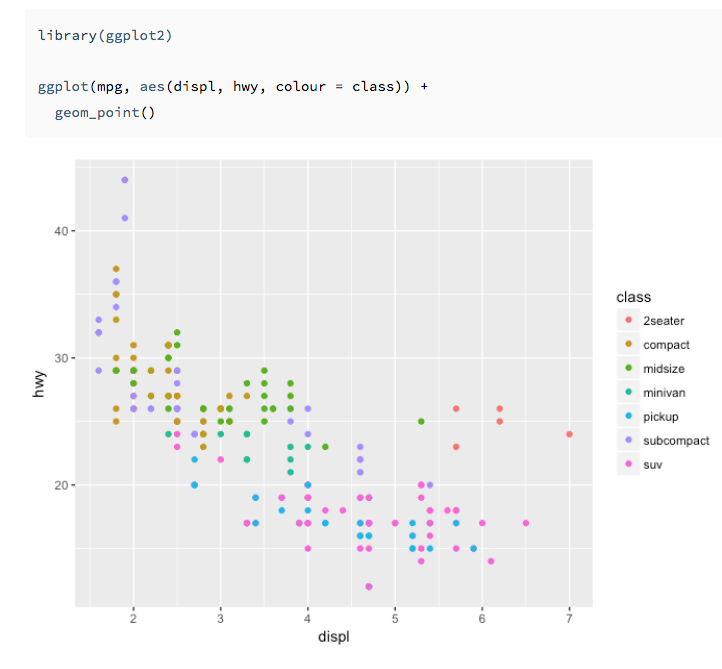 library(ggplot2)
ggplot(mpg, aes(displ, hwy, colour = class)) +
  geom_point()
40
30
20
hwy
2 3 4 5 6 7
displ
class
2seater
compact
midsize
minivan
pickup
subcompact
suv